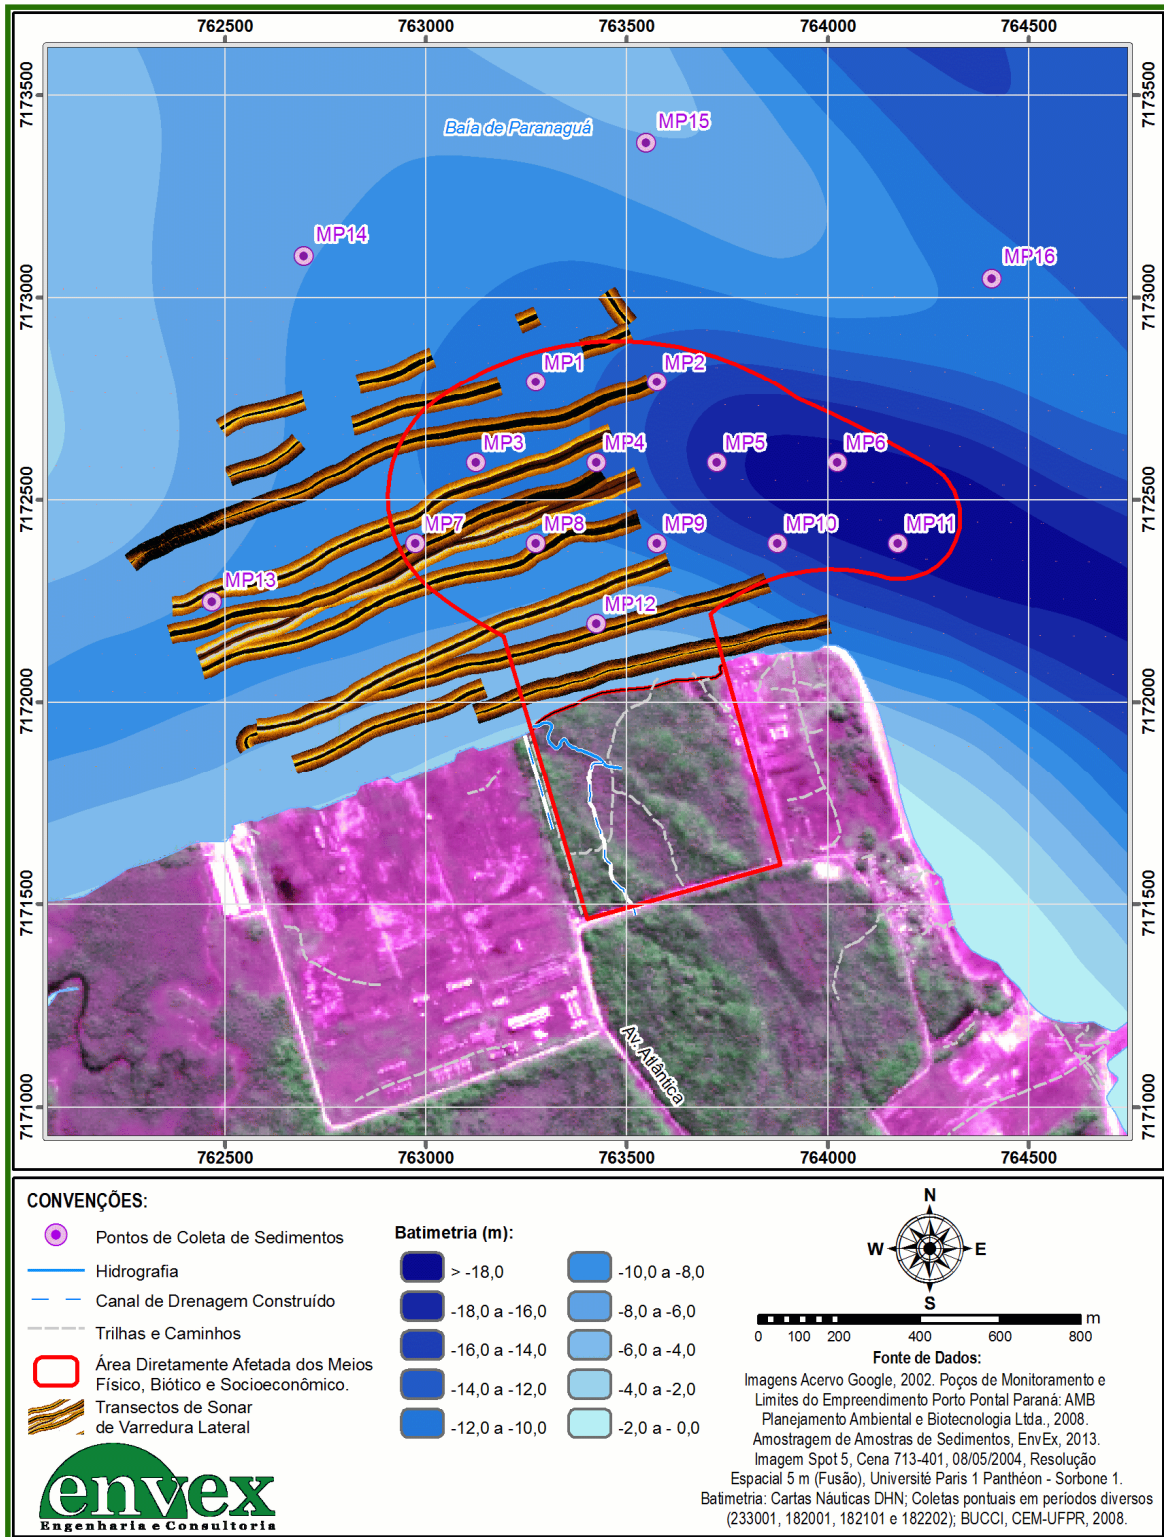 762500 763000 763500 764000 764500
7173500
7173500
Baía de Paranaguá
MP15
MP14
MP16
7173000
7173000
MP1
MP2
MP3
MP4
MP5
MP6
7172500
7172500
MP7
MP8
MP9
MP10
MP11
MP13
MP12
7172000
7172000
7171500
7171500
Av. Atlântica
7171000
7171000
762500 763000 763500 764000 764500
CONVENÇÕES:
Pontos de Coleta de Sedimentos
Hidrografia
Canal de Drenagem Construído
Trilhas e Caminhos
Área Diretamente Afetada dos Meios
Físico, Biótico e Socioeconômico.
Transectos de Sonar
de Varredura Lateral
envex
Engenharia e Consultoria
Batimetria (m):
> -18,0
-18,0 a -16,0
-16,0 a -14,0
-14,0 a -12,0
-12,0 a -10,0
-10,0 a -8,0
-8,0 a -6,0
-6,0 a -4,0
-4,0 a -2,0
-2,0 a - 0,0
N
W E
S
m
0 100 200 400 600 800
Fonte de Dados:
Imagens Acervo Google, 2002. Poços de Monitoramento e
Limites do Empreendimento Porto Pontal Paraná: AMB
Planejamento Ambiental e Biotecnologia Ltda., 2008.
Amostragem de Amostras de Sedimentos, EnvEx, 2013.
Imagem Spot 5, Cena 713-401, 08/05/2004, Resolução
Espacial 5 m (Fusão), Université Paris 1 Panthéon - Sorbone 1.
Batimetria: Cartas Náuticas DHN; Coletas pontuais em períodos diversos
(233001, 182001, 182101 e 182202); BUCCI, CEM-UFPR, 2008.